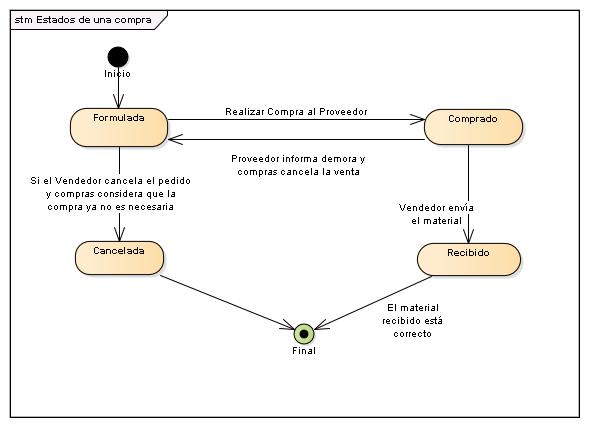 stm Estados de una compra
Inicio
Formulada
Realizar Compra al Proveedor
Comprado
Proveedor informa demora y
compras cancela la venta
Si el Vendedor cancela el pedido
y compras considera que la
compra ya no es necesaria
Vendedor envía
el material
Cancelada
Recibido
El material
recibido está
correcto
Final